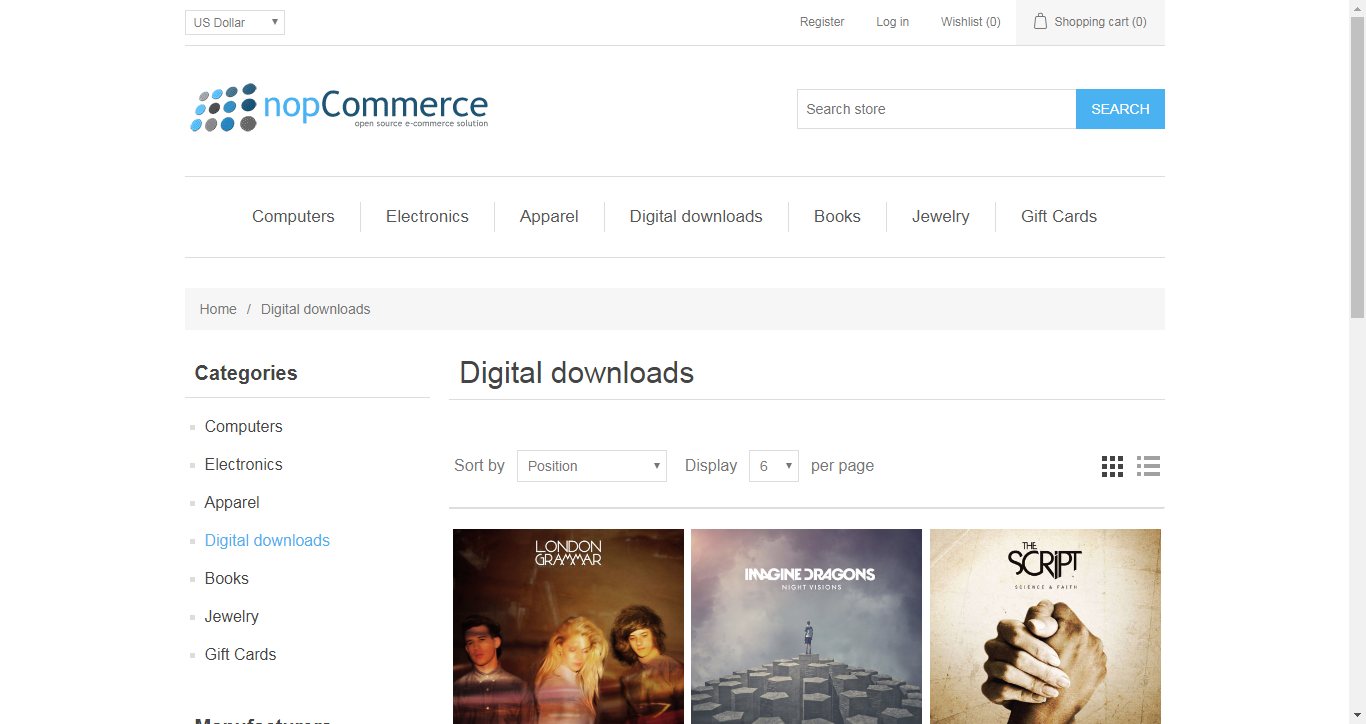 US Dollar
Register
Log in
Wishlist (0)
Shopping cart (0)
nopCommerce
open source e-commerce solution
Search store
SEARCH
Computers
Electronics
Apparel
Digital downloads
Books
Jewelry
Gift Cards
Home / Digital downloads
Categories
Computers
Electronics
Apparel
Digital downloads
Books
Jewelry
Gift Cards
Manufacturers
Digital downloads
Sort by Position Display 6 per page
LONDON
GRAMMAR
IMAGINE DRAGONS
NIGHT VISIONS
THE
SCRIPT
SCIENCE & FAITH